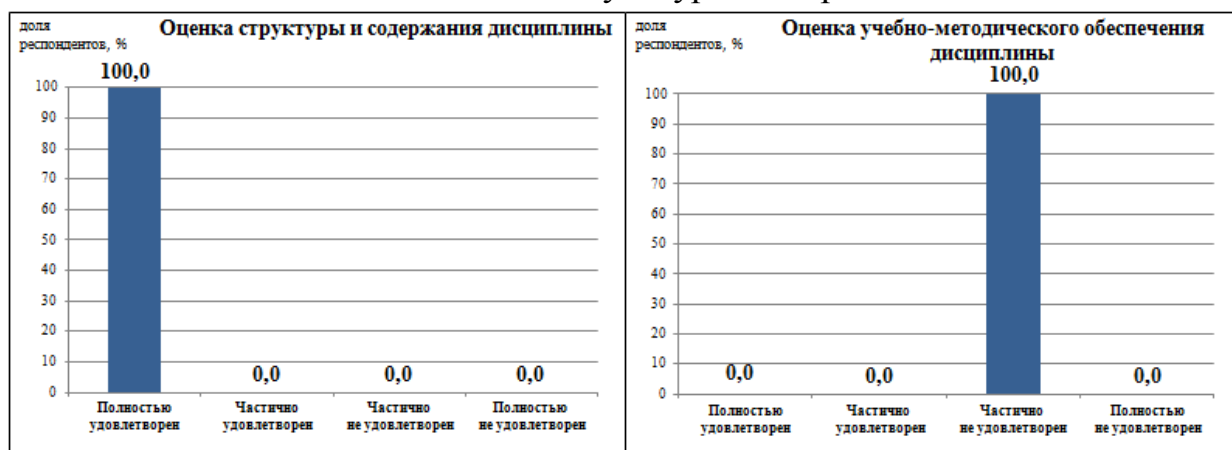 доля
респондентов, %
Оценка структуры и содержания дисциплины
100,0
100
90
80
70
60
50
40
30
20
10
0
0,0
0,0
0,0
Полностью
удовлетворен
Частично
удовлетворен
Частично
не удовлетворен
Полностью
не удовлетворен
доля
респондентов, %
Оценка учебно-методического обеспечения
дисциплины
100,0
100
90
80
70
60
50
40
30
20
10
0
0,0
0,0
0,0
Полностью
удовлетворен
Частично
удовлетворен
Частично
не удовлетворен
Полностью
не удовлетворен